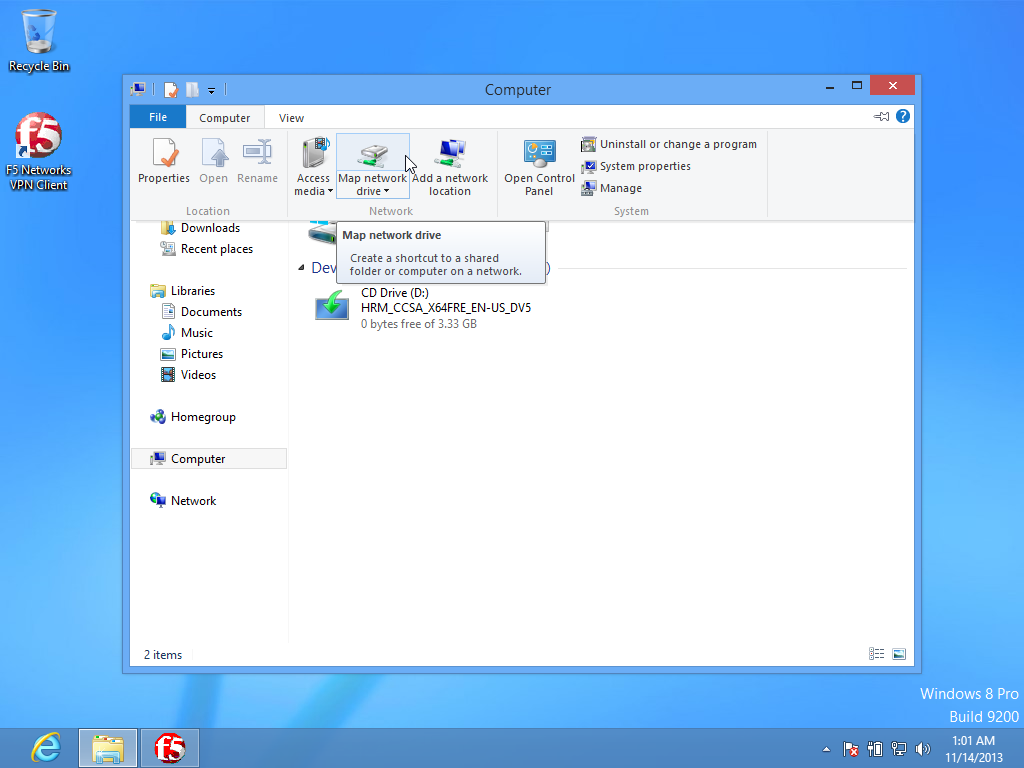 Recycle Bin
F5 Networks
VPN Client
Computer
File
Computer
View
Properties
Open
Rename
Access
media
Map network
drive
Add a network
location
Open Control
Panel
Uninstall or change a program
System properties
Manage
Location
Network
System
Map network drive
Create a shortcut to a shared
folder or computer on a network.
Downloads
Recent places
Libraries
Documents
Music
Pictures
Videos
Homegroup
Computer
Network
Dev
)
CD Drive (D:)
HRM_CCSA_X64FRE_EN-US_DV5
0 bytes free of 3.33 GB
2 items
Windows 8 Pro
Build 9200
f5
1:01 AM
11/14/2013